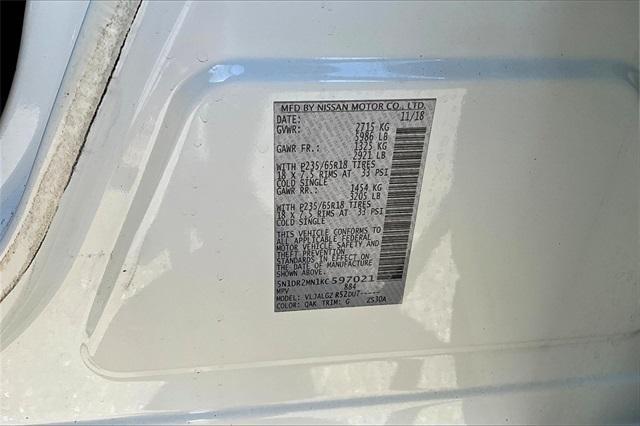 MFD BY NISSAN MOTOR CO., LTD.
DATE: 11/18
GVWR: 2715 KG
5986 LB
GAWR FR.: 1325 KG
2921 LB
WITH P235/65R18 TIRES
18 X 7.5 RIMS AT 33 PSI
COLD SINGLE
GAWR RR.: 1454 KG
3205 LB
WITH P235/65R18 TIRES
18 X 7.5 RIMS AT 33 PSI
COLD SINGLE
THIS VEHICLE CONFORMS TO
ALL APPLICABLE FEDERAL
MOTOR VEHICLE SAFETY AND
THEFT PREVENTION
STANDARDS IN EFFECT ON
THE DATE OF MANUFACTURE
SHOWN ABOVE.
5N1DR2MN1KC597021
MPV 884
MODEL: VLJALGZ R52DUT-----
COLOR: QAK TRIM: G ZS30A